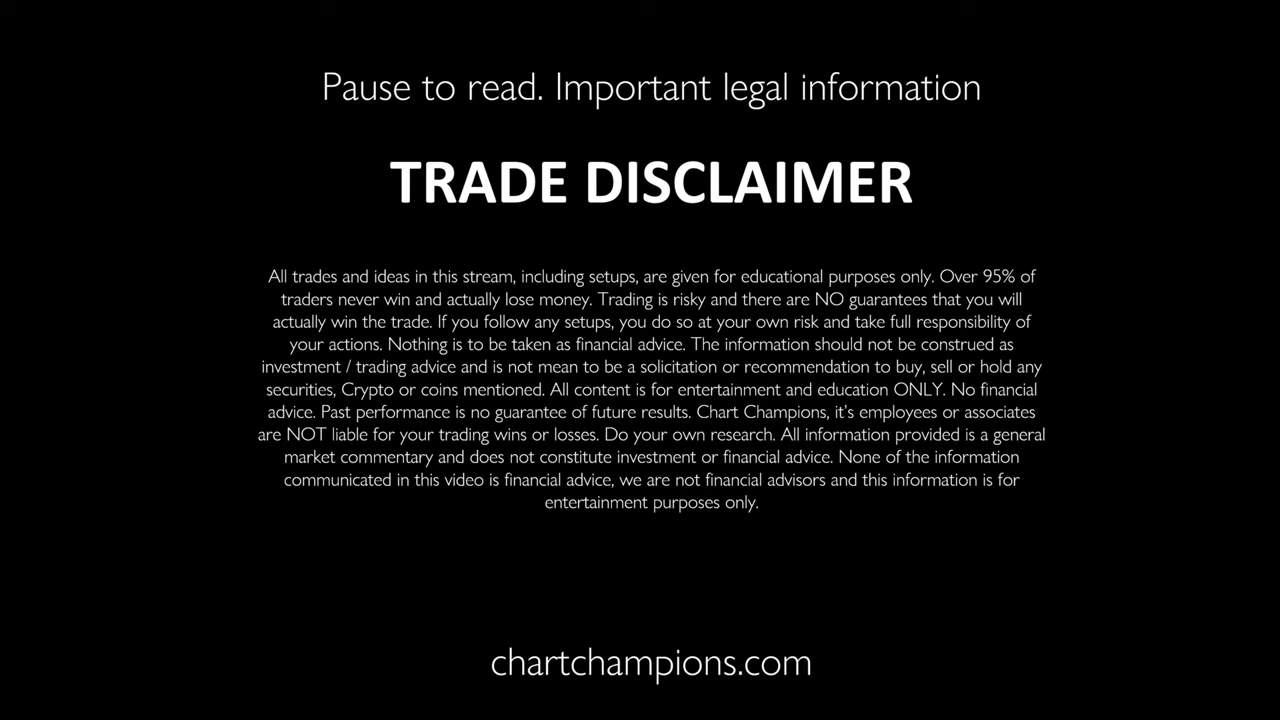 Pause to read. Important legal information
TRADE DISCLAIMER
All trades and ideas in this stream, including setups, are given for educational purposes only. Over 95% of
traders never win and actually lose money. Trading is risky and there are NO guarantees that you will
actually win the trade. If you follow any setups, you do so at your own risk and take full responsibility of
your actions. Nothing is to be taken as financial advice. The information should not be construed as
investment / trading advice and is not mean to be a solicitation or recommendation to buy, sell or hold any
securities, Crypto or coins mentioned. All content is for entertainment and education ONLY. No financial
advice. Past performance is no guarantee of future results. Chart Champions, it’s employees or associates
are NOT liable for your trading wins or losses. Do your own research. All information provided is a general
market commentary and does not constitute investment or financial advice. None of the information
communicated in this video is financial advice, we are not financial advisors and this information is for
entertainment purposes only.
chartchampions.com